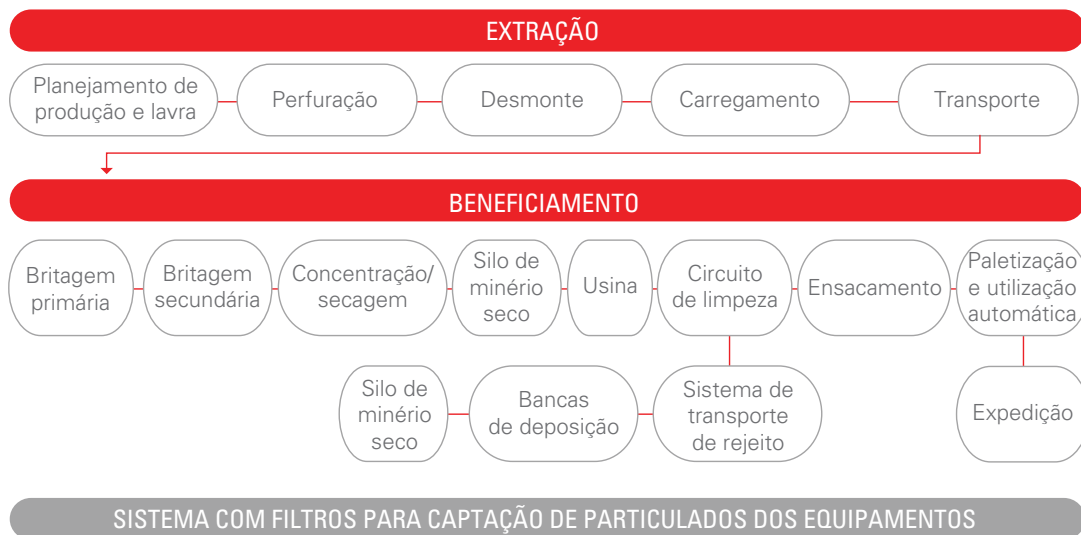 EXTRAÇÃO
Planejamento de
produção e lavra
Perfuração
Desmonte
Carregamento
Transporte
BENEFICIAMENTO
Britagem
primária
Britagem
secundária
Concentração/
secagem
Silo de
minério
seco
Usina
Circuito
de limpeza
Ensacamento
Paletização
e utilização
automática
Silo de
minério
seco
Bancas
de deposição
Sistema de
transporte
de rejeito
Expedição
SISTEMA COM FILTROS PARA CAPTAÇÃO DE PARTICULADOS DOS EQUIPAMENTOS